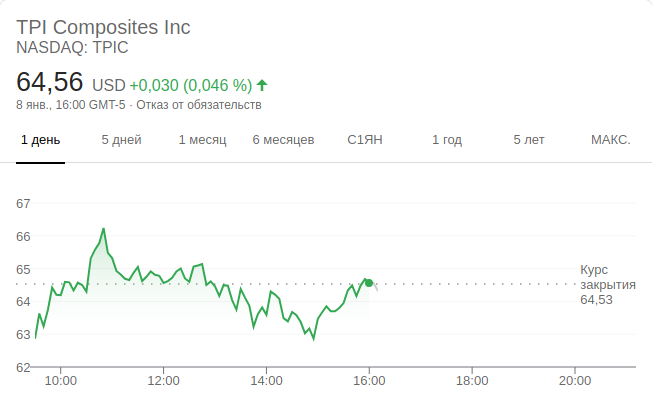 TPI Composites Inc
NASDAQ: TPIC
64,56 USD +0,030 (0,046 %)
8 янв., 16:00 GMT-5 · Отказ от обязательств
1 день 5 дней 1 месяц 6 месяцев С1ЯН 1 год 5 лет МАКС.
67
66
65
64
63
62
Курс
закрытия
64,53
10:00 12:00 14:00 16:00 18:00 20:00